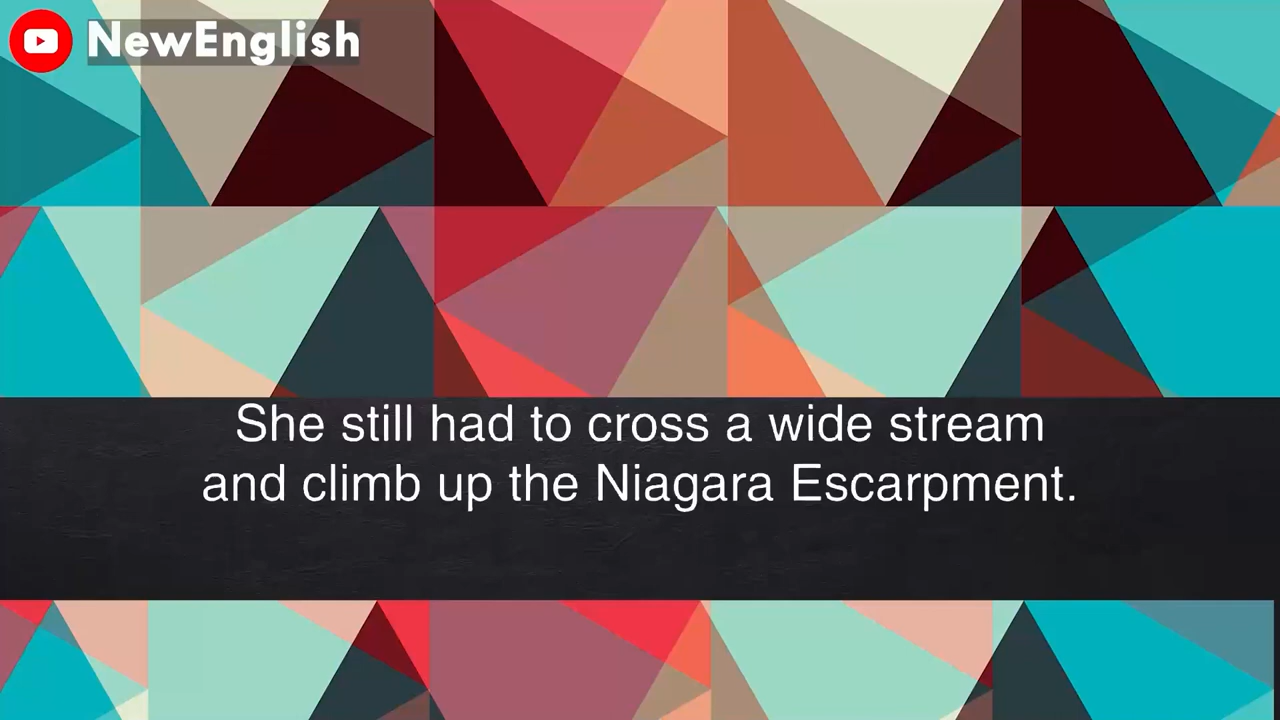 NewEnglish
She still had to cross a wide stream
and climb up the Niagara Escarpment.